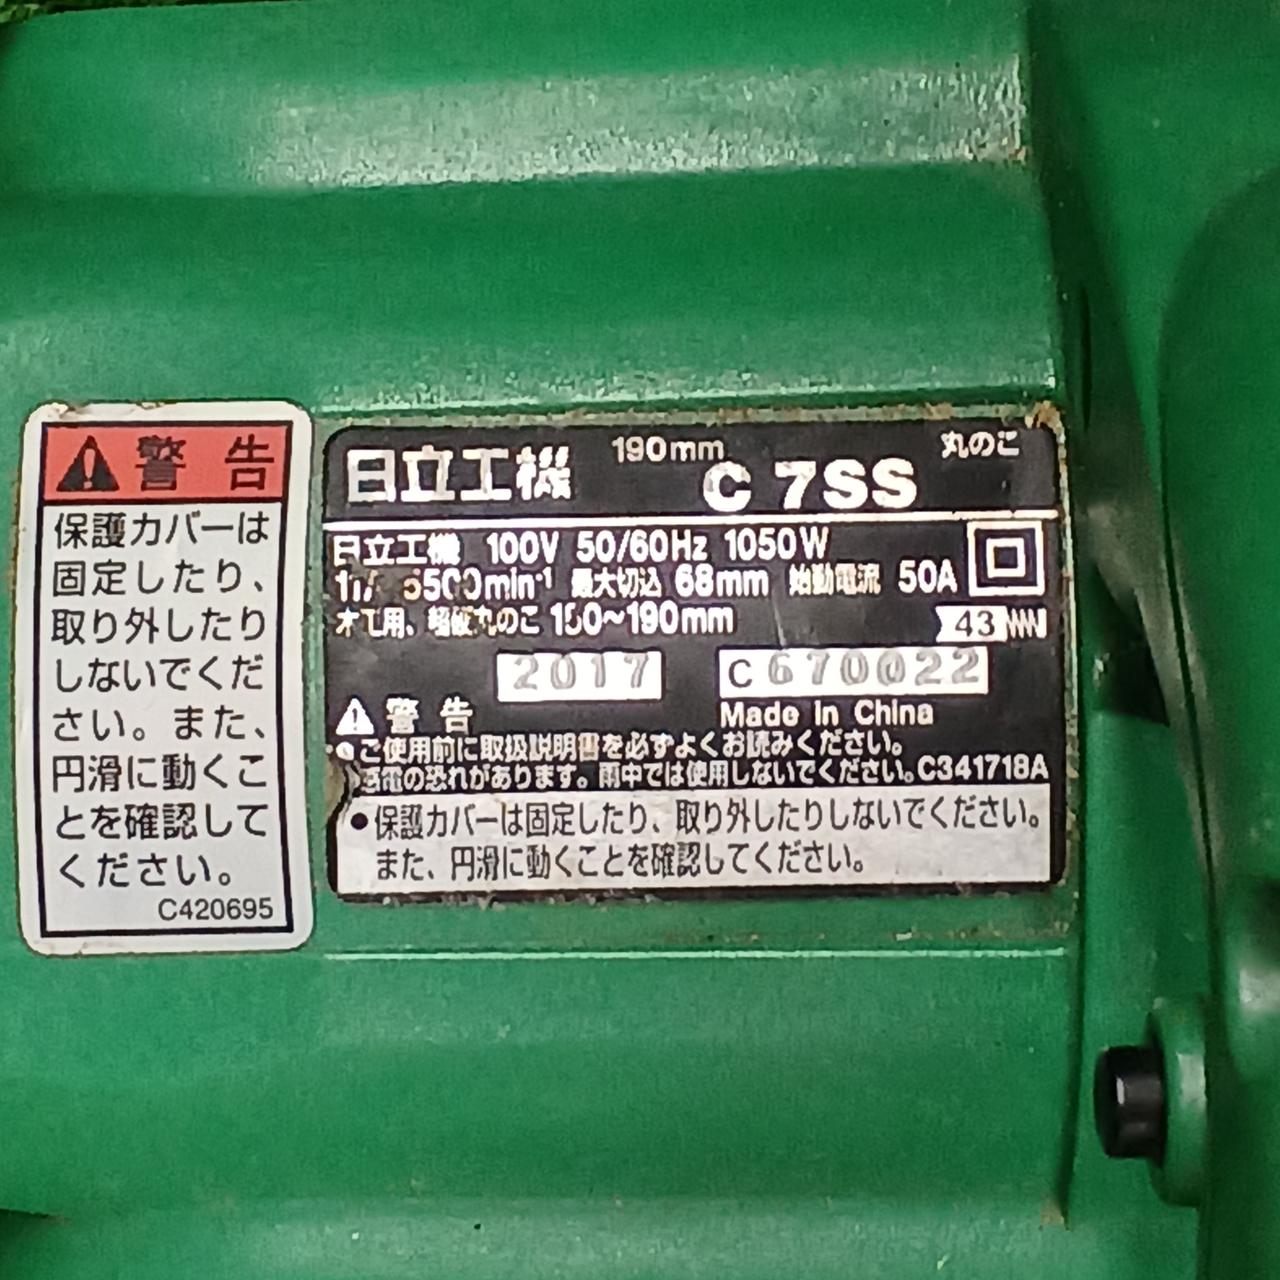 警告
保護カバーは
固定したり、
取り外したり
しないでくだ
さい。また、
円滑に動くこ
とを確認して
ください。
C420695
日立工機 190mm C 7SS 丸のこ
日立工機 100V 50/60Hz 1050W
最大切込 68mm 始動電流 50A
用、 丸のこ ~190mm 43
2017 C 670022
警告 Made in China
●ご使用前に取扱説明書を必ずよくお読みください。
感電の恐れがあります。雨中では使用しないでください。C341718A
●保護カバーは固定したり、取り外したりしないでください。
また、円滑に動くことを確認してください。